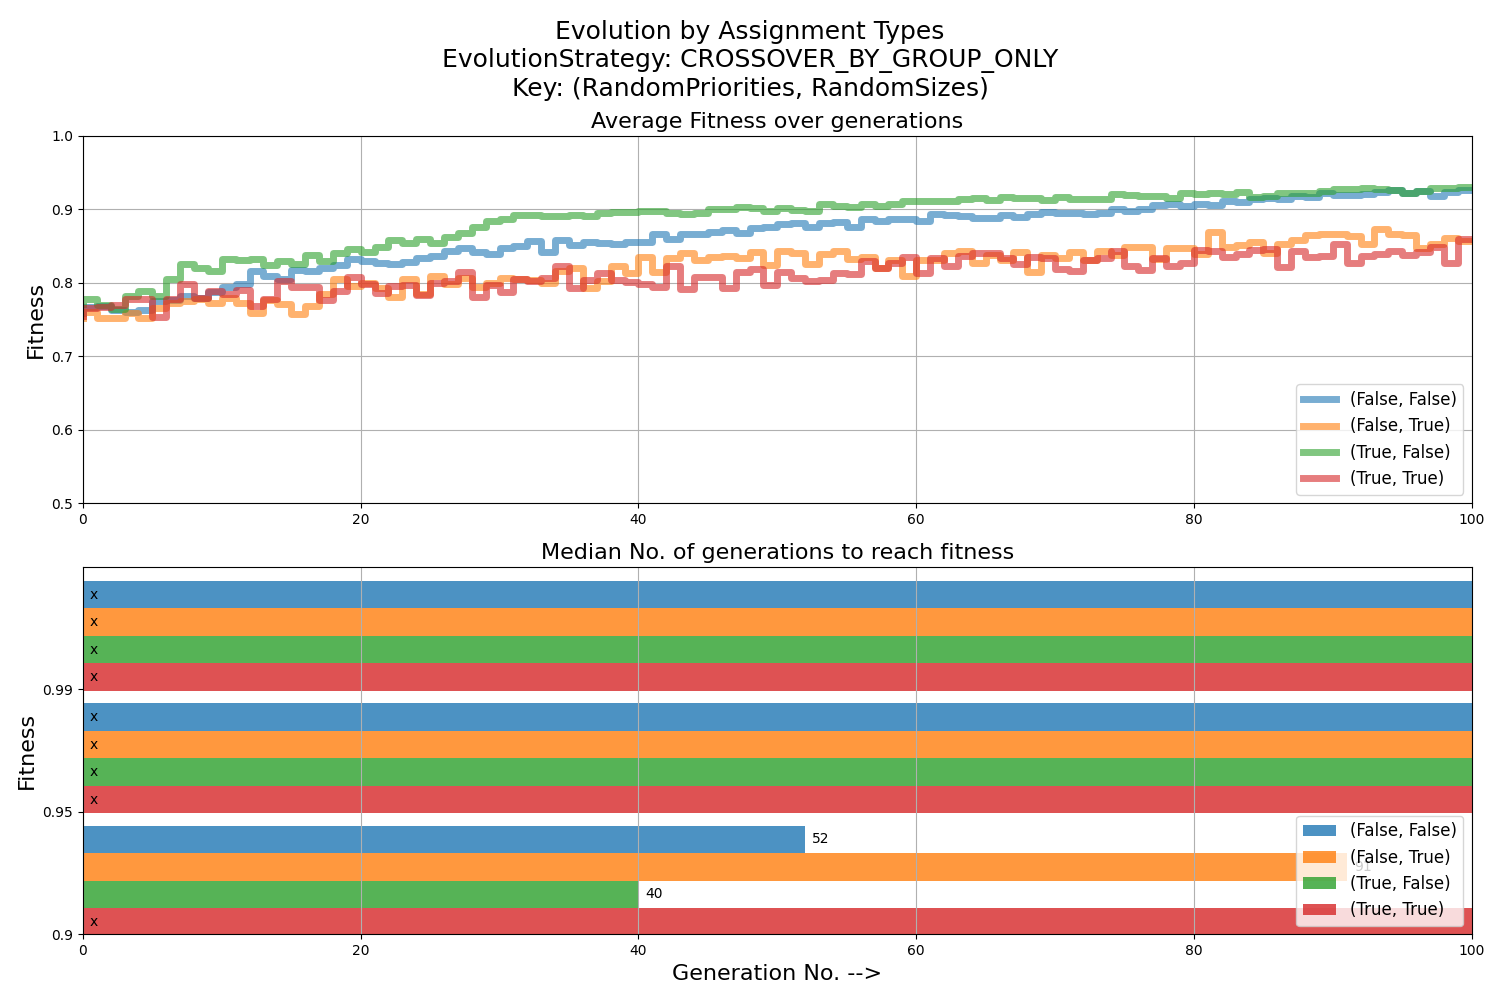 Evolution by Assignment Types
EvolutionStrategy: CROSSOVER_BY_GROUP_ONLY
Key: (RandomPriorities, RandomSizes)
Average Fitness over generations
Fitness
1.0
0.9
0.8
0.7
0.6
0.5
0 20 40 60 80 100
(False, False)
(False, True)
(True, False)
(True, True)
Median No. of generations to reach fitness
Fitness
x
x
x
x
0.99
x
x
x
x
0.95
52
91
40
x
0.9
(False, False)
(False, True)
(True, False)
(True, True)
0 20 40 60 80 100
Generation No. -->